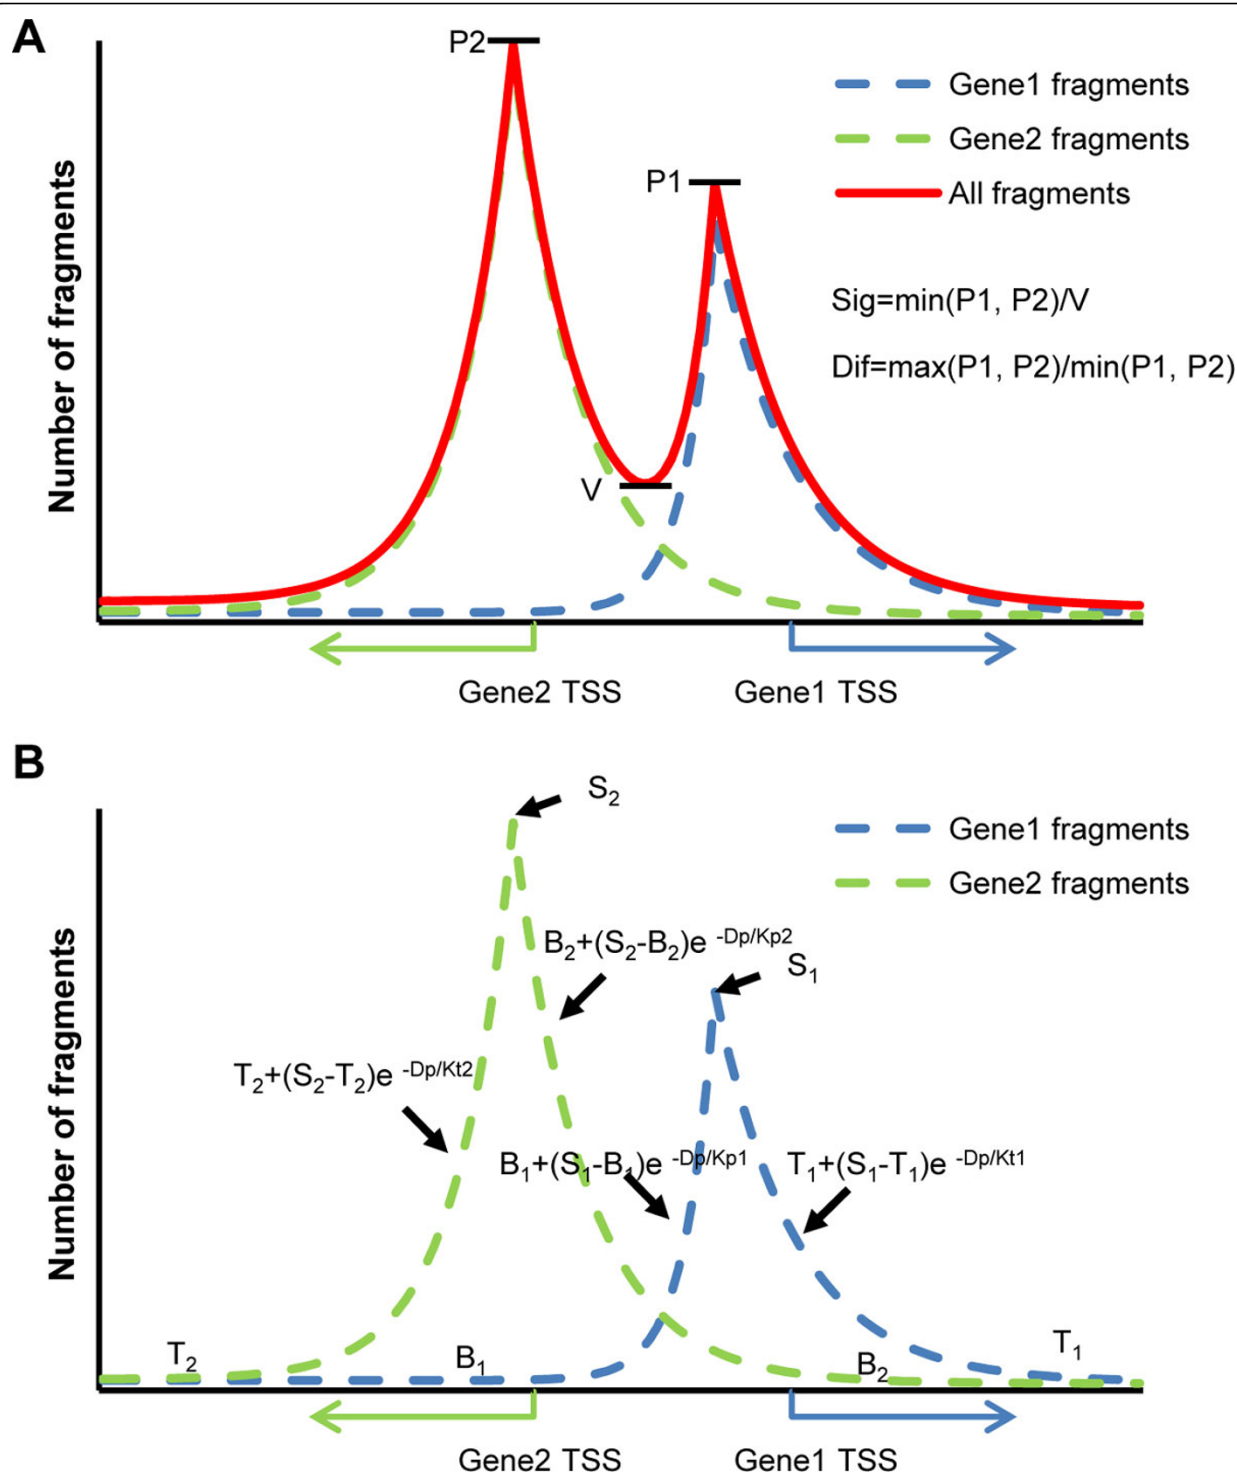 A
P2
Gene1 fragments
Gene2 fragments
P1
All fragments
Sig=min(P1, P2)/V
Dif=max(P1, P2)/min(P1, P2)
V
Number of fragments
Gene2 TSS
Gene1 TSS
B
S2
Gene1 fragments
Gene2 fragments
B2+(S2-B2)e -Dp/Kp2
S1
T2+(S2-T2)e -Dp/Kt2
B1+(S1-B1)e -Dp/Kp1
T1+(S1-T1)e -Dp/Kt1
Number of fragments
T2
B1
B2
T1
Gene2 TSS
Gene1 TSS